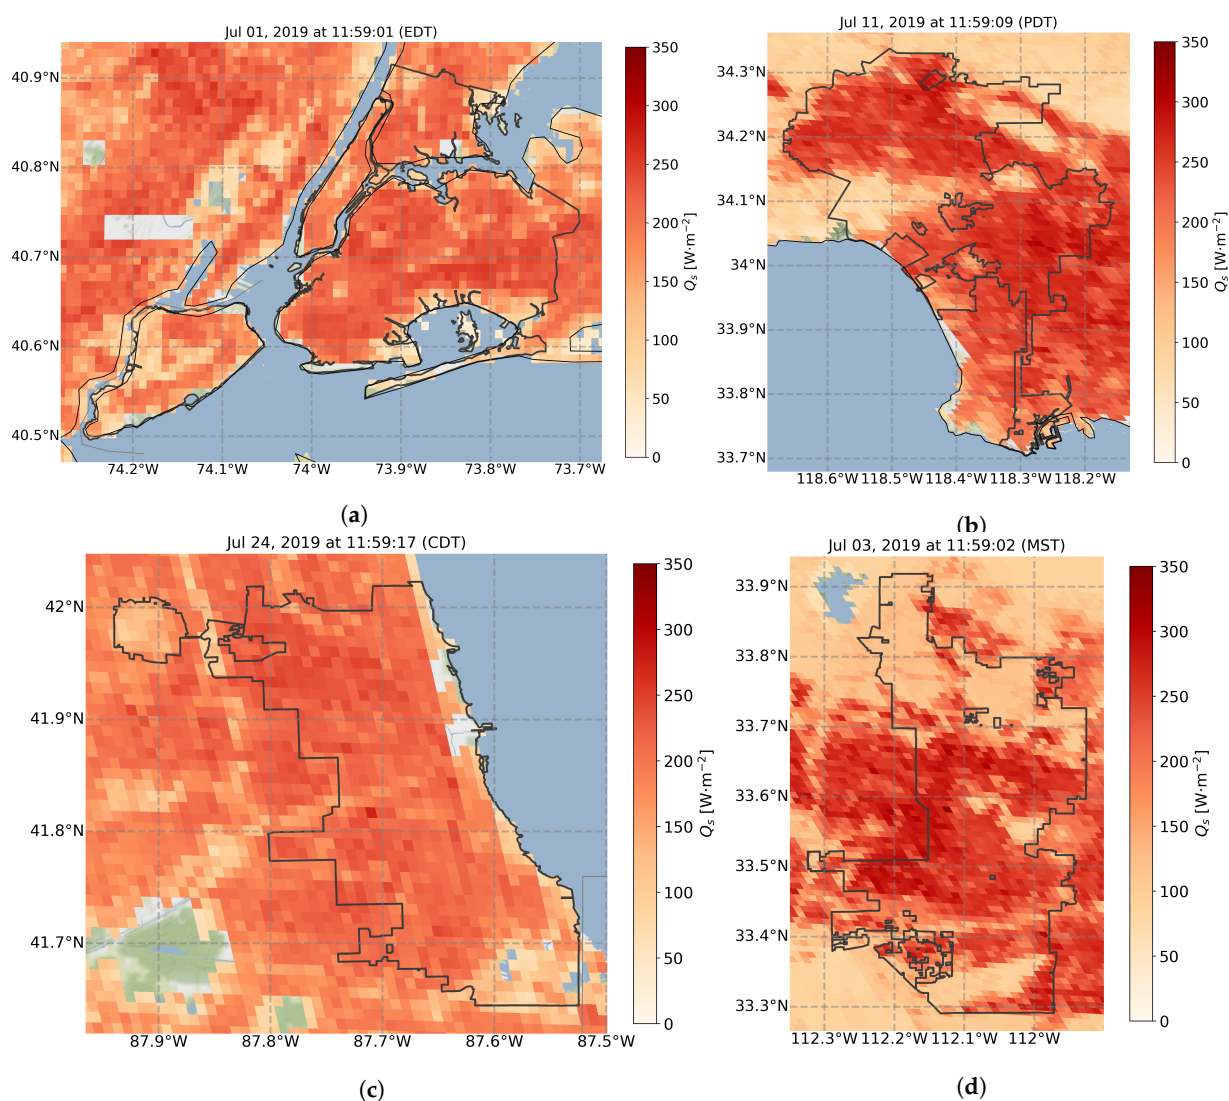 Jul 01, 2019 at 11:59:01 (EDT)
40.9°N
40.8°N
40.7°N
40.6°N
40.5°N
74.2°W 74.1°W 74°W 73.9°W 73.8°W 73.7°W
350
300
250
200
150
100
50
0
Qs [W·m−2]
(a)
Jul 11, 2019 at 11:59:09 (PDT)
34.3°N
34.2°N
34.1°N
34°N
33.9°N
33.8°N
33.7°N
118.6°W 118.5°W 118.4°W 118.3°W 118.2°W
350
300
250
200
150
100
50
0
Qs [W·m−2]
(b)
Jul 24, 2019 at 11:59:17 (CDT)
42°N
41.9°N
41.8°N
41.7°N
87.9°W 87.8°W 87.7°W 87.6°W 87.5°W
350
300
250
200
150
100
50
0
Qs [W·m−2]
(c)
Jul 03, 2019 at 11:59:02 (MST)
33.9°N
33.8°N
33.7°N
33.6°N
33.5°N
33.4°N
33.3°N
112.3°W 112.2°W 112.1°W 112°W
350
300
250
200
150
100
50
0
Qs [W·m−2]
(d)